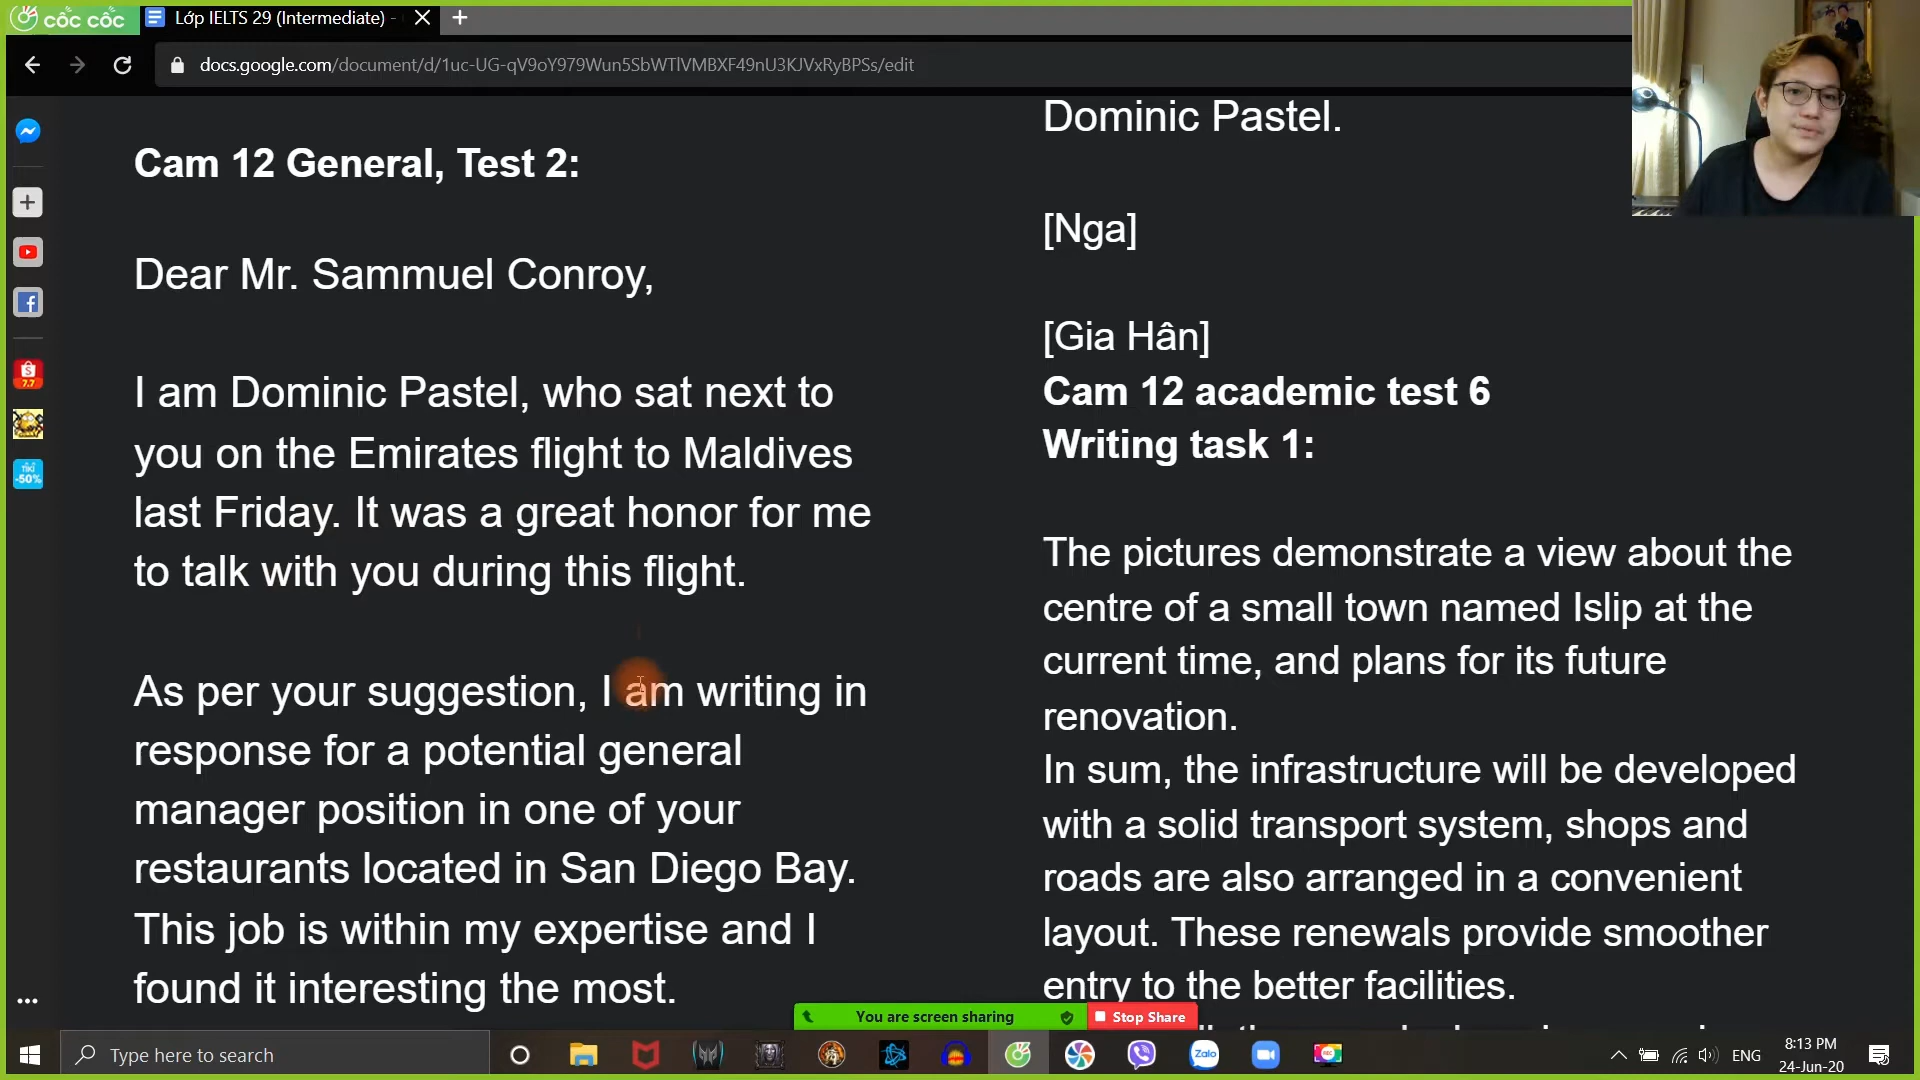 cốc cốc
Lớp IELTS 29 (Intermediate) -
docs.google.com/document/d/1uc-UG-qV9oY979Wun5SbWTlVMBXF49nU3KJVxRyBPSs/edit
Cam 12 General, Test 2:
Dear Mr. Sammuel Conroy,
I am Dominic Pastel, who sat next to
you on the Emirates flight to Maldives
last Friday. It was a great honor for me
to talk with you during this flight.
As per your suggestion, I am writing in
response for a potential general
manager position in one of your
restaurants located in San Diego Bay.
This job is within my expertise and I
found it interesting the most.
Dominic Pastel.
[Nga]
[Gia Hân]
Cam 12 academic test 6
Writing task 1:
The pictures demonstrate a view about the
centre of a small town named Islip at the
current time, and plans for its future
renovation.
In sum, the infrastructure will be developed
with a solid transport system, shops and
roads are also arranged in a convenient
layout. These renewals provide smoother
entry to the better facilities.
7.7
TIKI
-50%
You are screen sharing
Stop Share
Type here to search
Zalo
ENG
8:13 PM
24-Jun-20